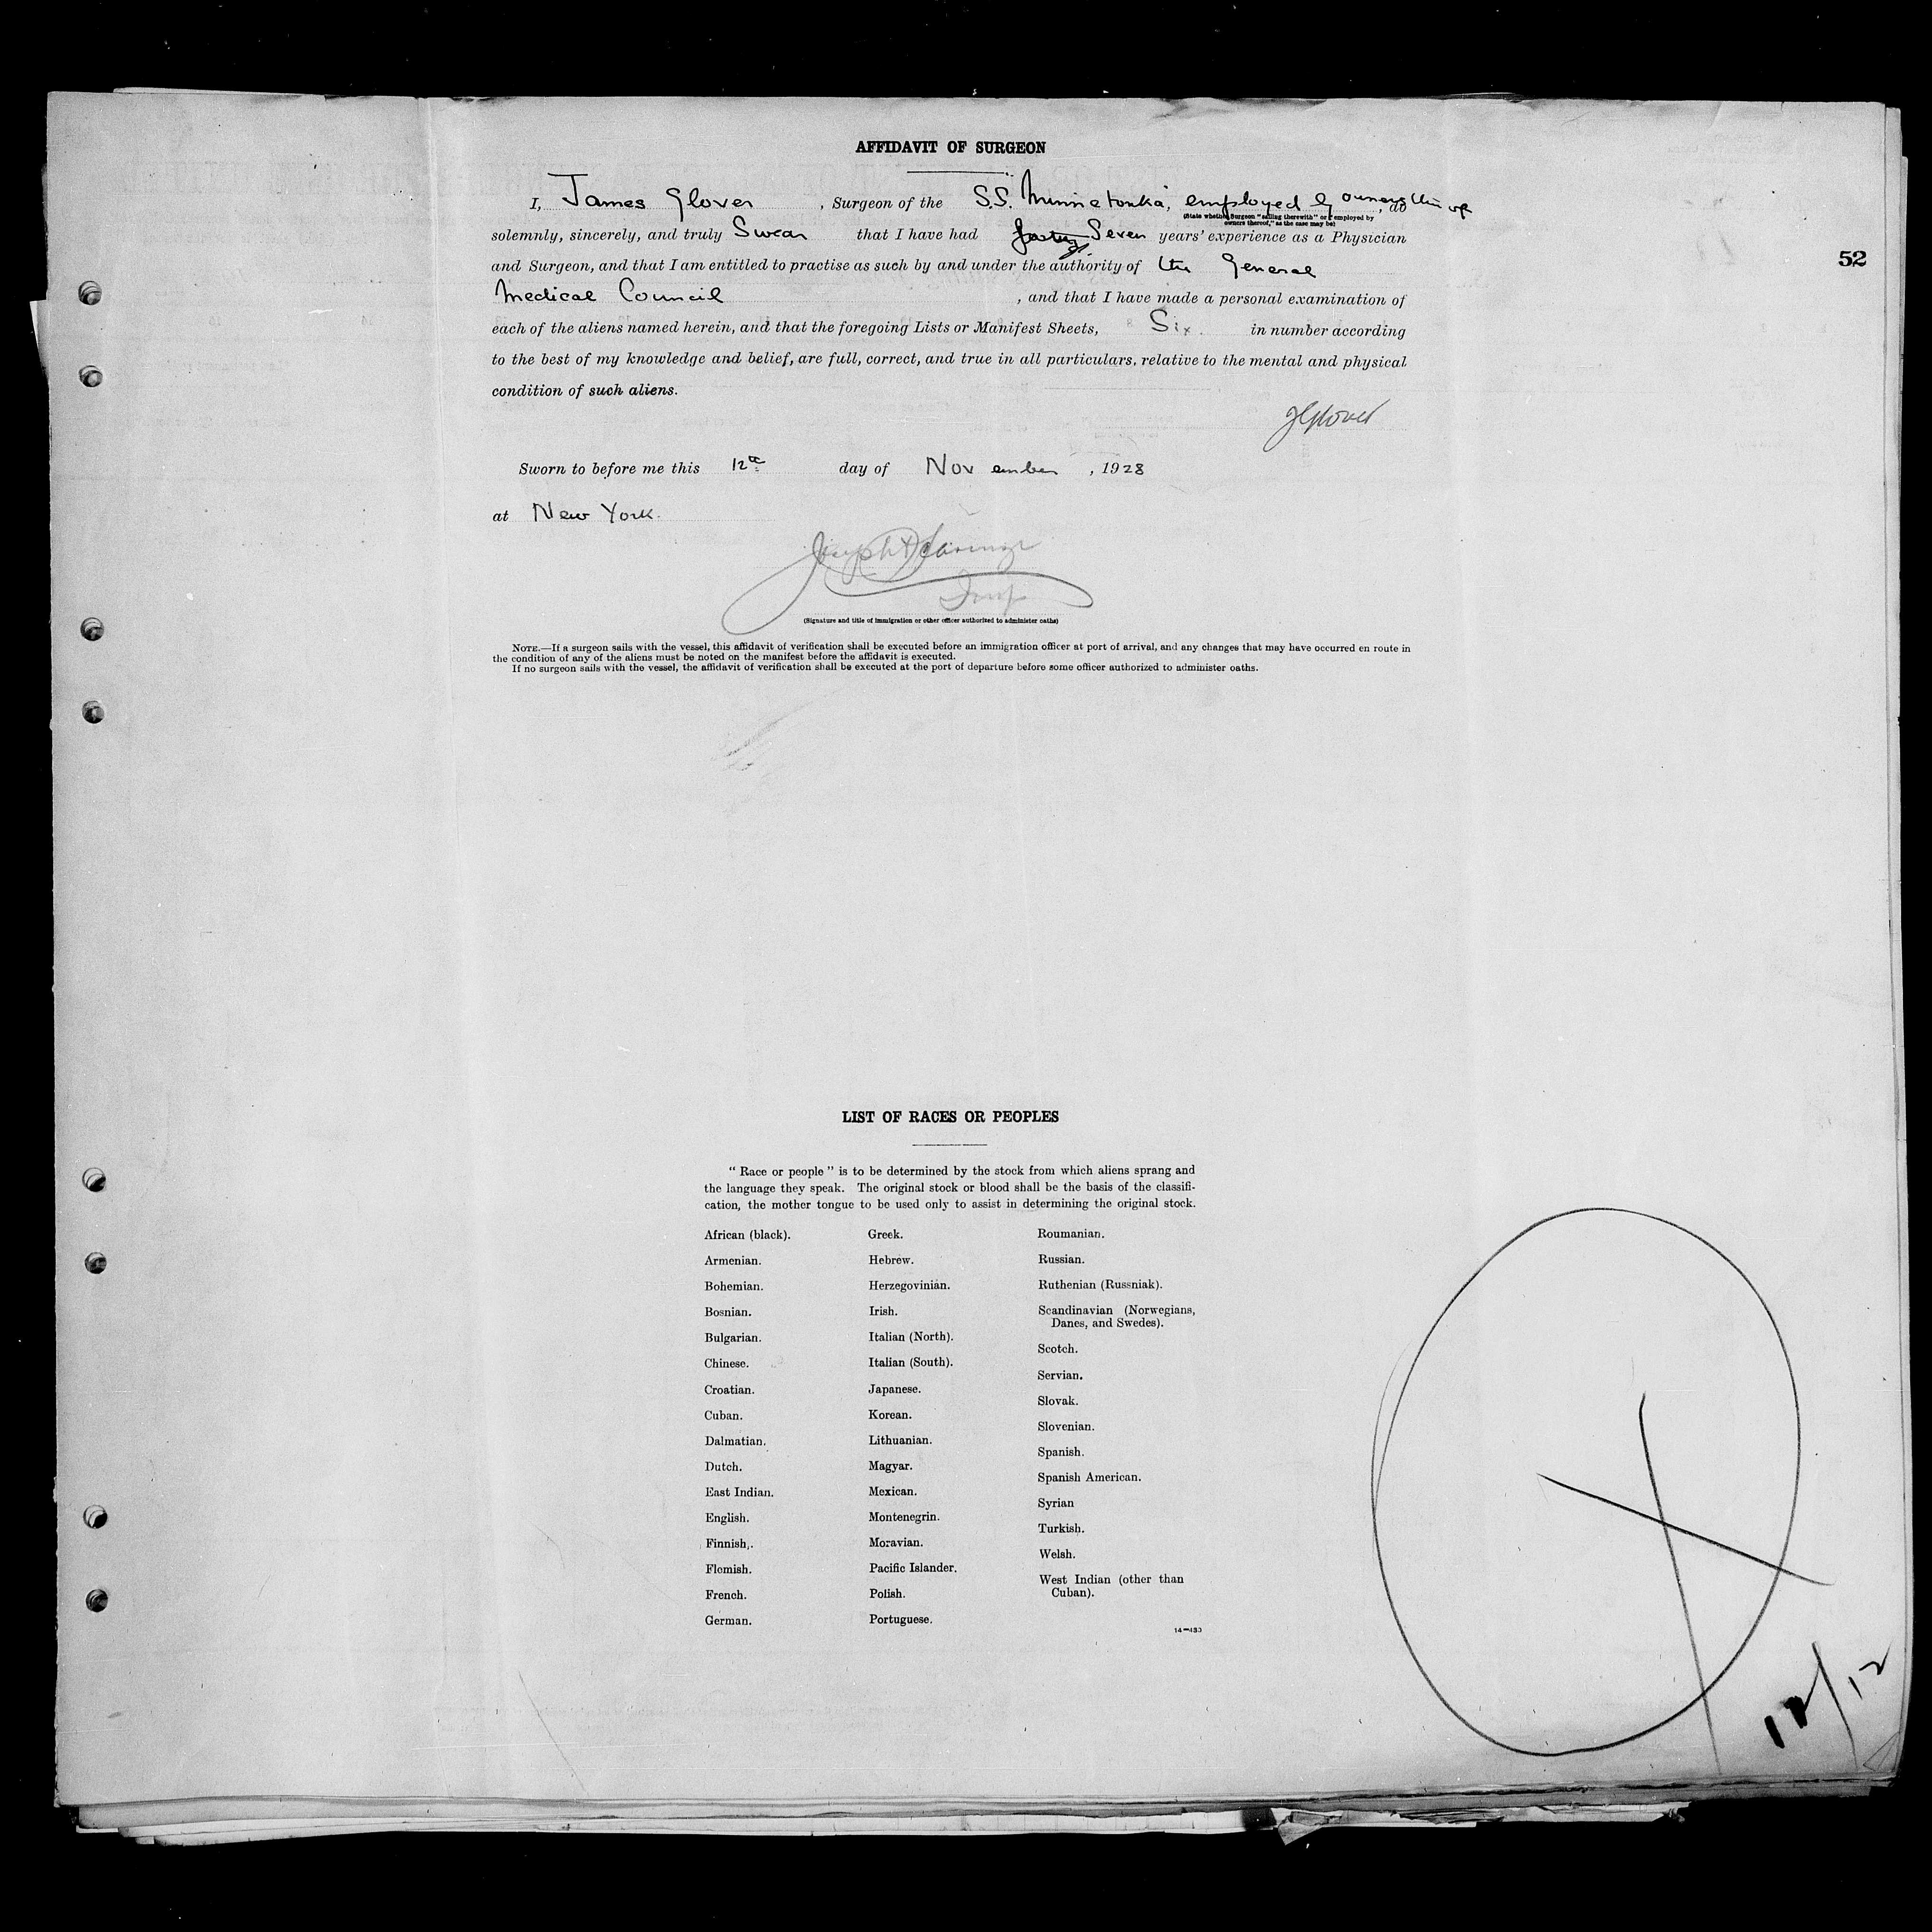 AFFIDAVIT OF SURGEON
I, James Glover , Surgeon of the S.S. Minnetonka, employed by owners thereof , do
(State whether Surgeon "sailing therewith" or "employed by
owners thereof," as the case may be)
solemnly, sincerely, and truly Swear that I have had Seven years' experience as a Physician
and Surgeon, and that I am entitled to practise as such by and under the authority of the General
Medical Council , and that I have made a personal examination of
each of the aliens named herein, and that the foregoing Lists or Manifest Sheets, Six. in number according
to the best of my knowledge and belief, are full, correct, and true in all particulars, relative to the mental and physical
condition of such aliens.
JGlover
Sworn to before me this 12th day of November , 1928
at New York.
Joseph
Insp
(Signature and title of immigration or other officer authorized to administer oaths)
NOTE.—If a surgeon sails with the vessel, this affidavit of verification shall be executed before an immigration officer at port of arrival, and any changes that may have occurred en route in
the condition of any of the aliens must be noted on the manifest before the affidavit is executed.
If no surgeon sails with the vessel, the affidavit of verification shall be executed at the port of departure before some officer authorized to administer oaths.
52
LIST OF RACES OR PEOPLES
"Race or people" is to be determined by the stock from which aliens sprang and
the language they speak. The original stock or blood shall be the basis of the classifi-
cation, the mother tongue to be used only to assist in determining the original stock.
African (black).
Armenian.
Bohemian.
Bosnian.
Bulgarian.
Chinese.
Croatian.
Cuban.
Dalmatian.
Dutch.
East Indian.
English.
Finnish.
Flemish.
French.
German.
Greek.
Hebrew.
Herzegovinian.
Irish.
Italian (North).
Italian (South).
Japanese.
Korean.
Lithuanian.
Magyar.
Mexican.
Montenegrin.
Moravian.
Pacific Islander.
Polish.
Portuguese.
Roumanian.
Russian.
Ruthenian (Russniak).
Scandinavian (Norwegians,
Danes, and Swedes).
Scotch.
Servian.
Slovak.
Slovenian.
Spanish.
Spanish American.
Syrian
Turkish.
Welsh.
West Indian (other than
Cuban).
14—430
12/12